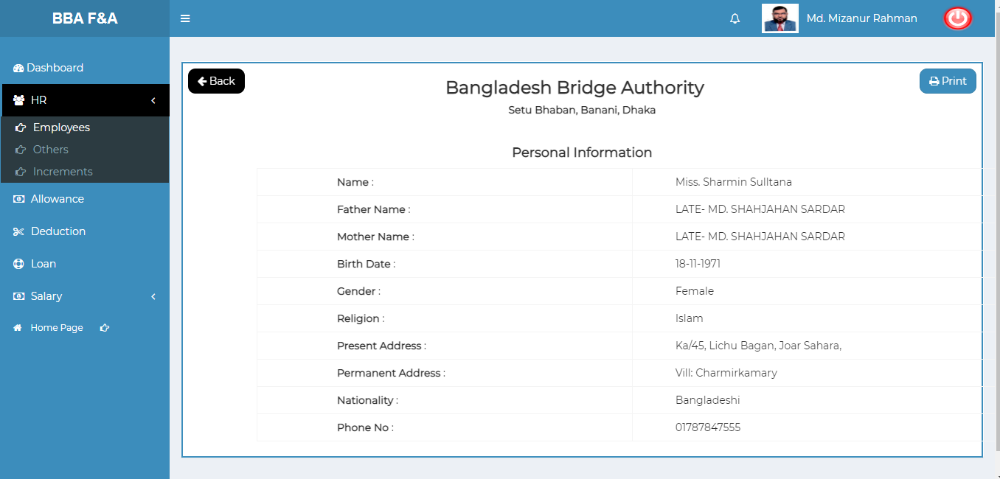 BBA F&A
Md. Mizanur Rahman
Dashboard
HR
Employees
Others
Increments
Allowance
Deduction
Loan
Salary
Home Page
Back
Print
Bangladesh Bridge Authority
Setu Bhaban, Banani, Dhaka
Personal Information
Name : Miss. Sharmin Sulltana
Father Name : LATE- MD. SHAHJAHAN SARDAR
Mother Name : LATE- MD. SHAHJAHAN SARDAR
Birth Date : 18-11-1971
Gender : Female
Religion : Islam
Present Address : Ka/45, Lichu Bagan, Joar Sahara,
Permanent Address : Vill: Charmirkamary
Nationality : Bangladeshi
Phone No : 01787847555